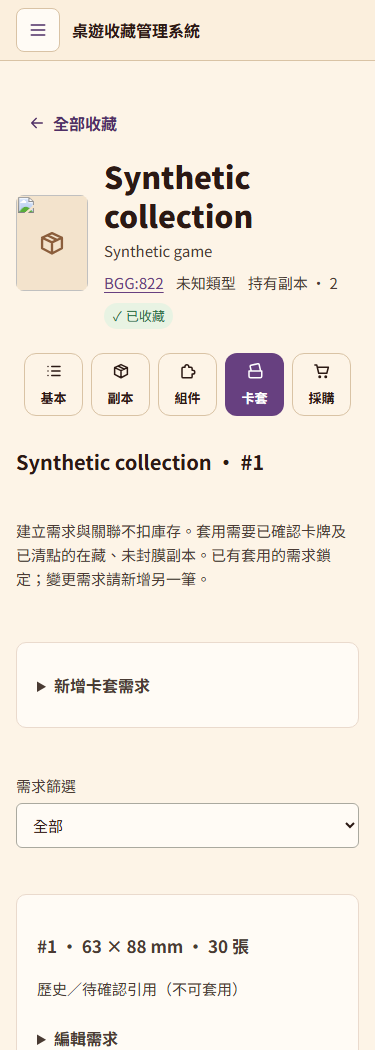 桌遊收藏管理系統
← 全部收藏
Synthetic
collection
Synthetic game
BGG:822 未知類型 持有副本 · 2
✓ 已收藏
基本 副本 組件 卡套 採購
Synthetic collection · #1
建立需求與關聯不扣庫存。套用需要已確認卡牌及
已清點的在藏、未封膜副本。已有套用的需求鎖
定；變更需求請新增另一筆。
▶ 新增卡套需求
需求篩選
全部
#1 · 63 × 88 mm · 30 張
歷史／待確認引用（不可套用）
▶ 編輯需求